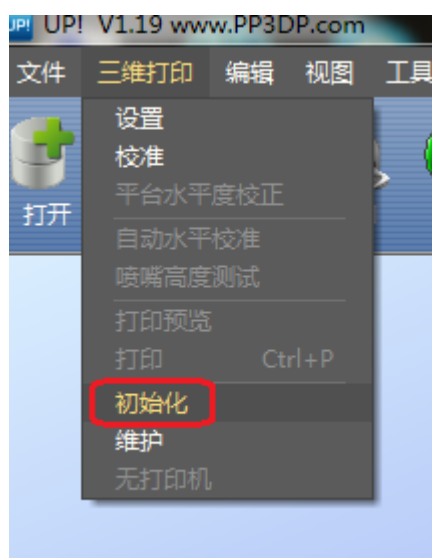 UP! UP! V1.19 www.PP3DP.com
文件 三维打印 编辑 视图 工具
打开
设置
校准
平台水平度校正
自动水平校准
喷嘴高度测试
打印预览
打印 Ctrl+P
初始化
维护
无打印机